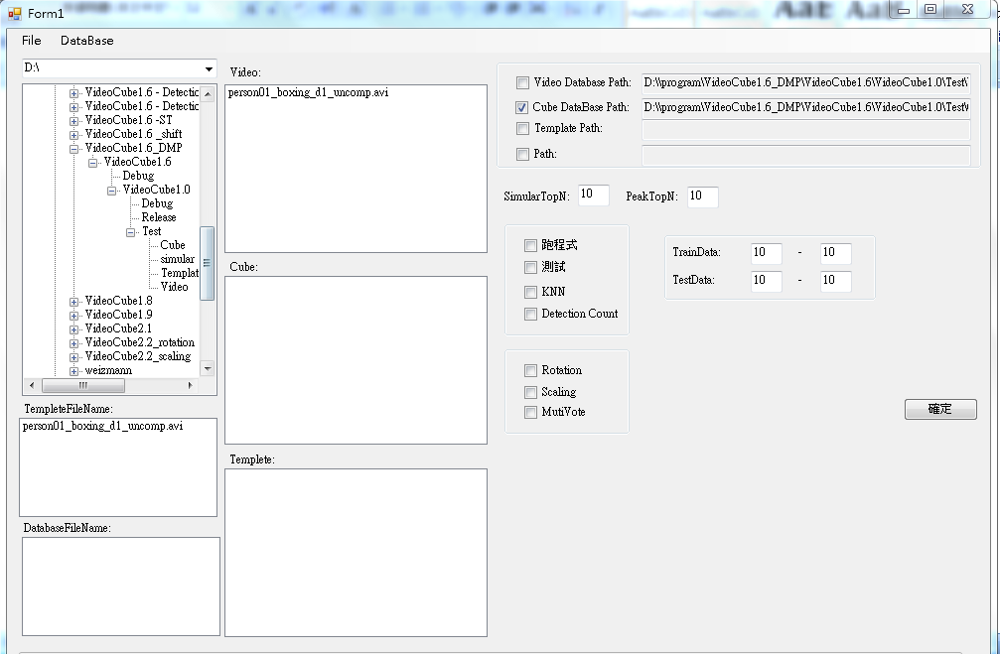 Form1
File DataBase
D:\
VideoCube1.6 - Detectic
VideoCube1.6 - Detectic
VideoCube1.6 -ST
VideoCube1.6 _shift
VideoCube1.6_DMP
VideoCube1.6
Debug
VideoCube1.0
Debug
Release
Test
Cube
simular
Templat
Video
VideoCube1.8
VideoCube1.9
VideoCube2.1
VideoCube2.2_rotation
VideoCube2.2_scaling
weizmann
TempleteFileName:
person01_boxing_d1_uncomp.avi
DatabaseFileName:
Video:
person01_boxing_d1_uncomp.avi
Cube:
Templete:
Video Database Path: D:\\program\VideoCube1.6_DMP\VideoCube1.6\VideoCube1.0\Test\
Cube DataBase Path: D:\\program\VideoCube1.6_DMP\VideoCube1.6\VideoCube1.0\Test\
Template Path:
Path:
SimularTopN: 10 PeakTopN: 10
跑程式
測試
KNN
Detection Count
TrainData: 10 - 10
TestData: 10 - 10
Rotation
Scaling
MutiVote
確定